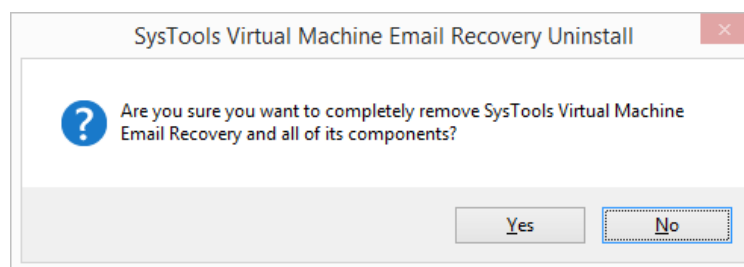 SysTools Virtual Machine Email Recovery Uninstall
Are you sure you want to completely remove SysTools Virtual Machine
Email Recovery and all of its components?
Yes
No